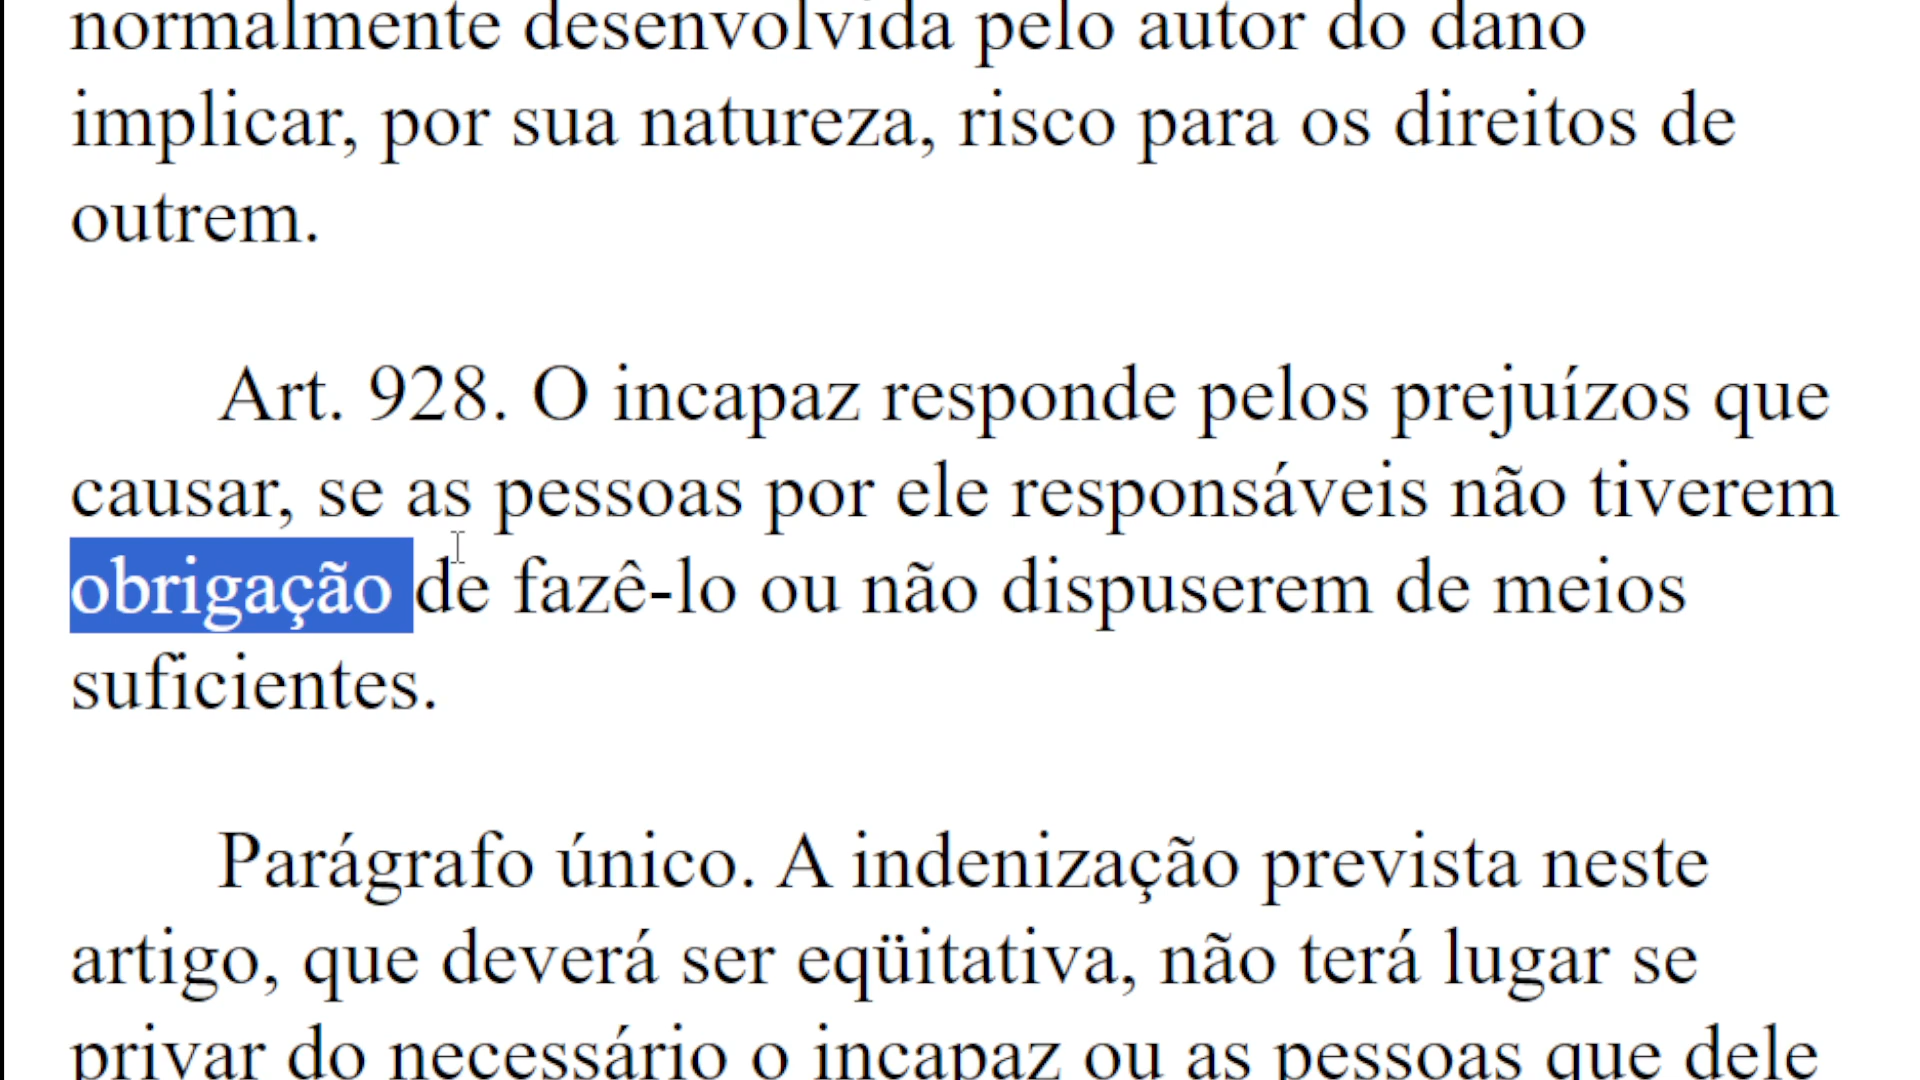 normalmente desenvolvida pelo autor do dano
implicar, por sua natureza, risco para os direitos de
outrem.
Art. 928. O incapaz responde pelos prejuízos que
causar, se as pessoas por ele responsáveis não tiverem
obrigação de fazê-lo ou não dispuserem de meios
suficientes.
Parágrafo único. A indenização prevista neste
artigo, que deverá ser eqüitativa, não terá lugar se
privar do necessário o incapaz ou as pessoas que dele